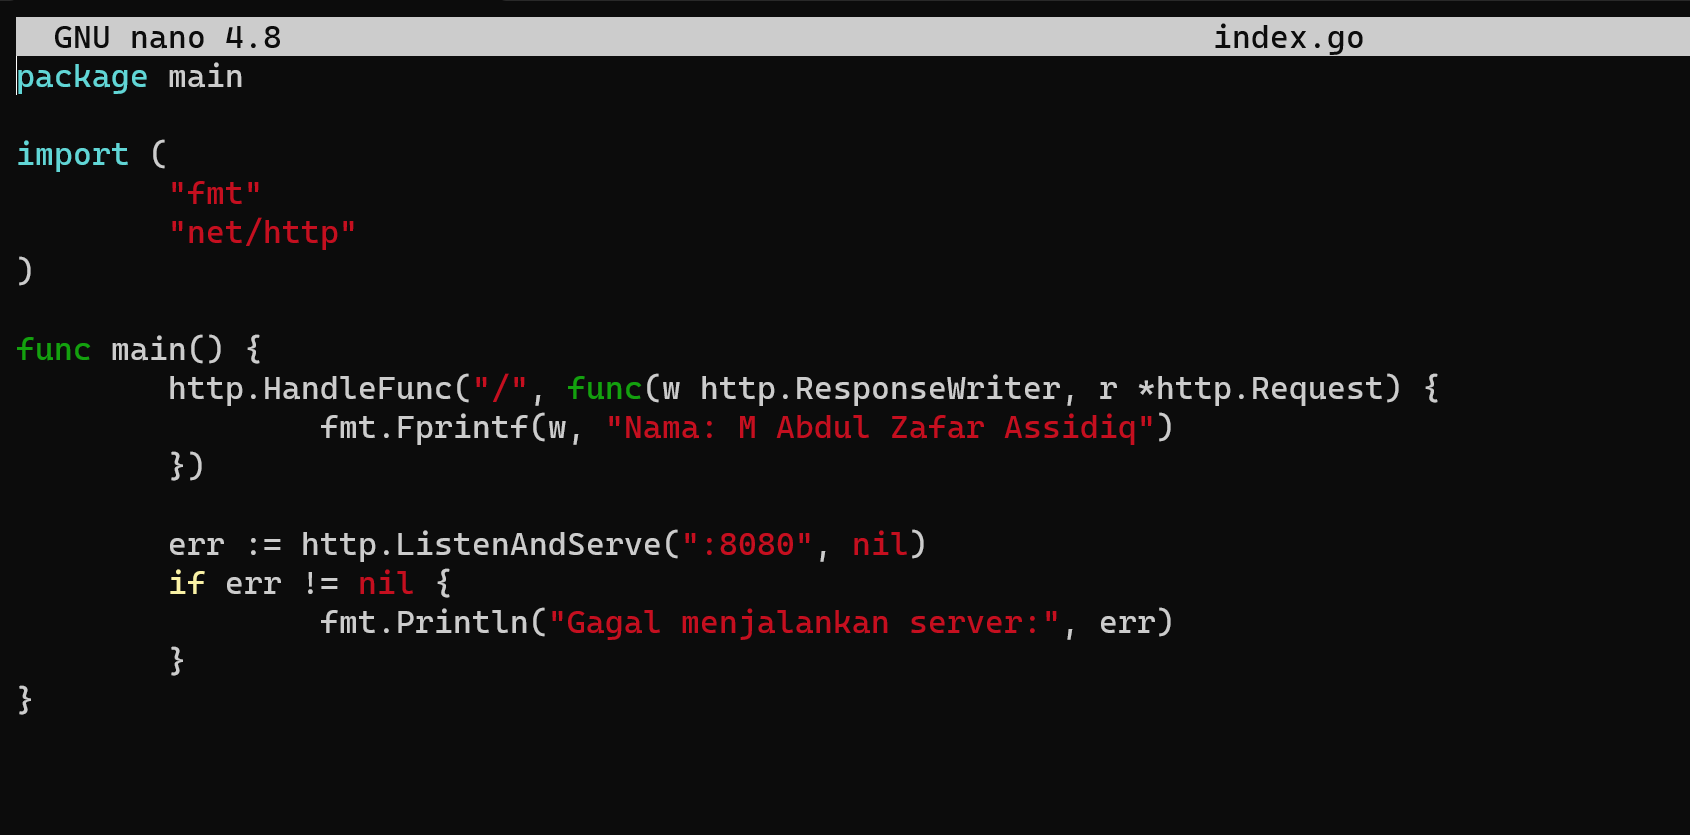 GNU nano 4.8 index.go
package main
import (
"fmt"
"net/http"
)
func main() {
http.HandleFunc("/", func(w http.ResponseWriter, r *http.Request) {
fmt.Fprintf(w, "Nama: M Abdul Zafar Assidiq")
})
err := http.ListenAndServe(":8080", nil)
if err != nil {
fmt.Println("Gagal menjalankan server:", err)
}
}